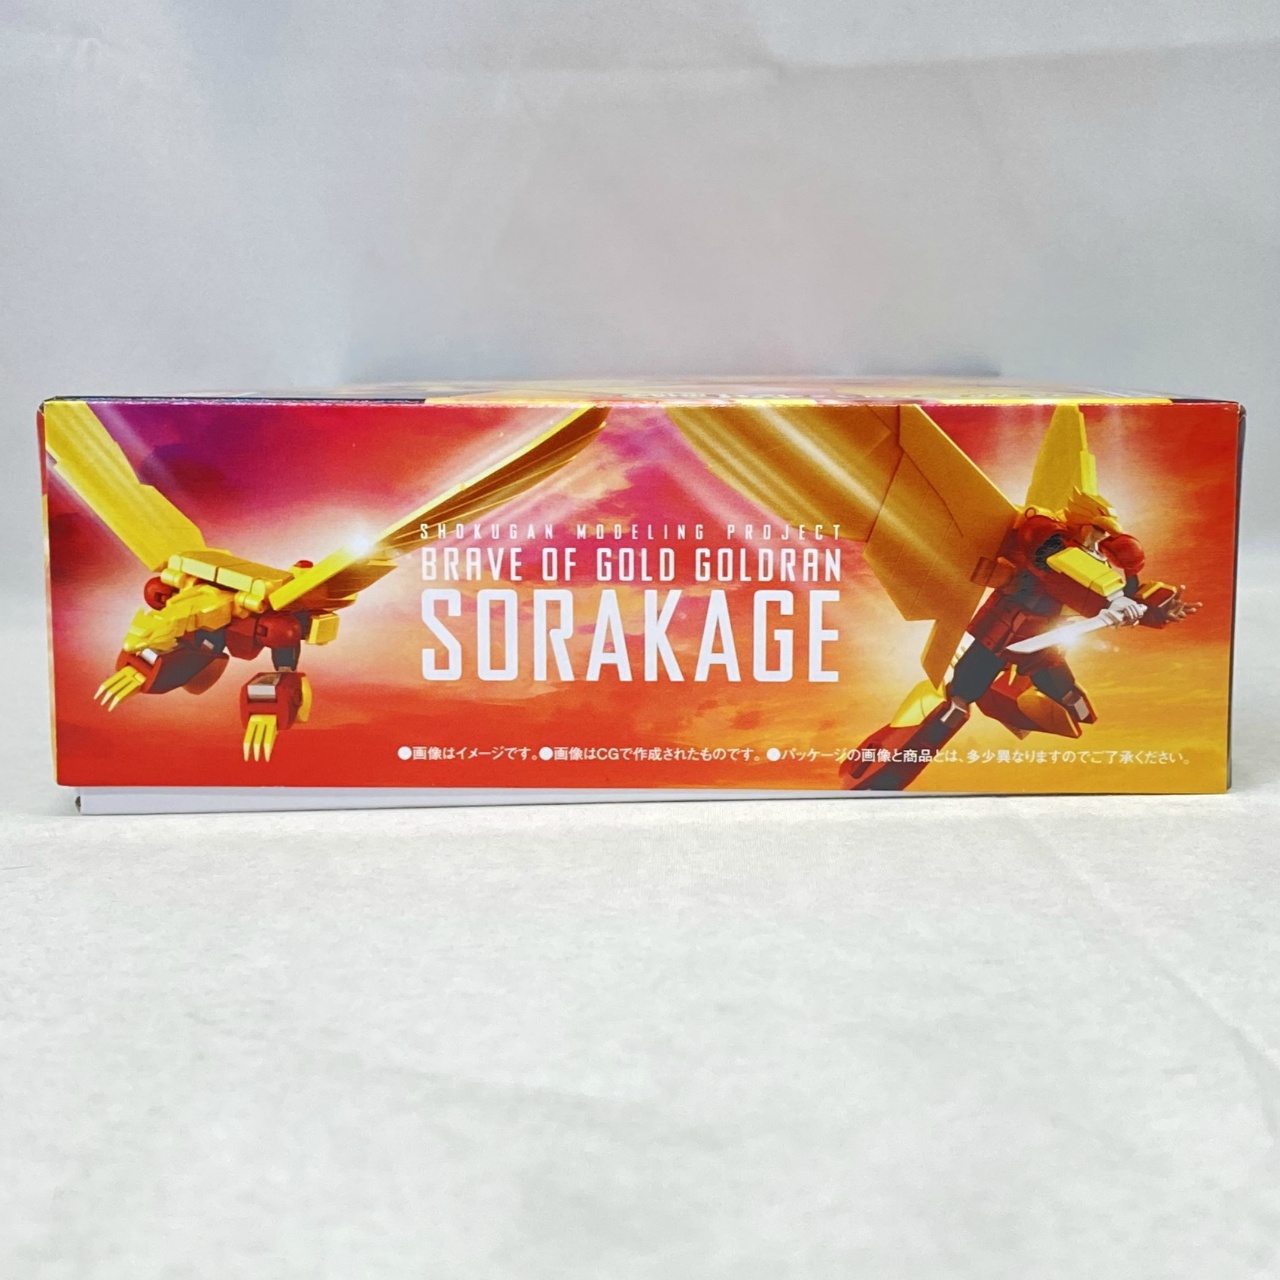 SHOKUGAN MODELING PROJECT
BRAVE OF GOLD GOLDRAN
SORAKAGE
●画像はイメージです。●画像はCGで作成されたものです。●パッケージの画像と商品とは、多少異なりますのでご了承ください。